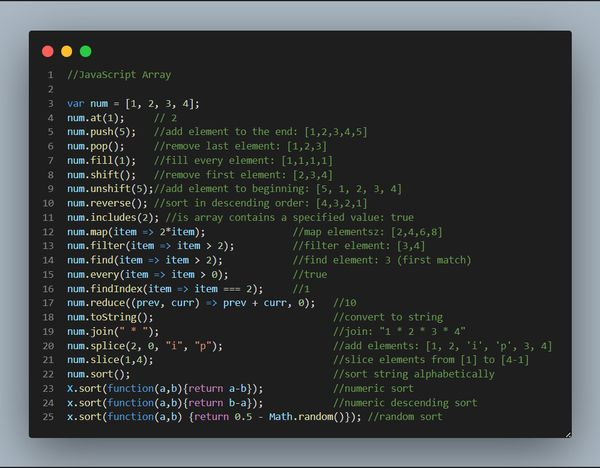 1 //JavaScript Array
2
3 var num = [1, 2, 3, 4];
4 num.at(1); // 2
5 num.push(5); //add element to the end: [1,2,3,4,5]
6 num.pop(); //remove last element: [1,2,3]
7 num.fill(1); //fill every element: [1,1,1,1]
8 num.shift(); //remove first element: [2,3,4]
9 num.unshift(5);//add element to beginning: [5, 1, 2, 3, 4]
10 num.reverse(); //sort in descending order: [4,3,2,1]
11 num.includes(2); //is array contains a specified value: true
12 num.map(item => 2*item); //map elementsz: [2,4,6,8]
13 num.filter(item => item > 2); //filter element: [3,4]
14 num.find(item => item > 2); //find element: 3 (first match)
15 num.every(item => item > 0); //true
16 num.findIndex(item => item === 2); //1
17 num.reduce((prev, curr) => prev + curr, 0); //10
18 num.toString(); //convert to string
19 num.join(" * "); //join: "1 * 2 * 3 * 4"
20 num.splice(2, 0, "i", "p"); //add elements: [1, 2, 'i', 'p', 3, 4]
21 num.slice(1,4); //slice elements from [1] to [4-1]
22 num.sort(); //sort string alphabetically
23 X.sort(function(a,b){return a-b}); //numeric sort
24 x.sort(function(a,b){return b-a}); //numeric descending sort
25 x.sort(function(a,b) {return 0.5 - Math.random()}); //random sort